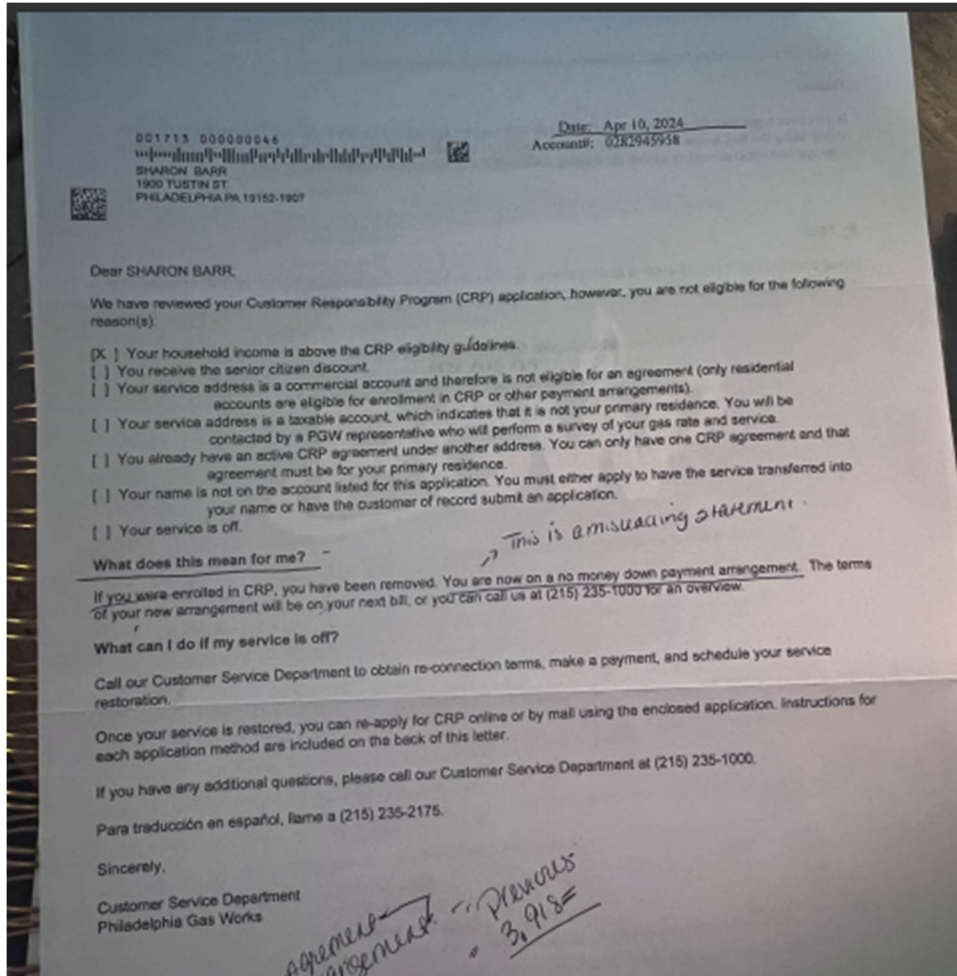 001713 000000046
Date: Apr 10, 2024
Account#: 0282945958
SHARON BARR
1900 TUSTIN ST
PHILADELPHIA PA 19152-1907
Dear SHARON BARR,
We have reviewed your Customer Responsibility Program (CRP) application, however, you are not eligible for the following
reason(s):
[X ] Your household income is above the CRP eligibility guidelines.
[ ] You receive the senior citizen discount.
[ ] Your service address is a commercial account and therefore is not eligible for an agreement (only residential
accounts are eligible for enrollment in CRP or other payment arrangements).
[ ] Your service address is a taxable account, which indicates that it is not your primary residence. You will be
contacted by a PGW representative who will perform a survey of your gas rate and service.
[ ] You already have an active CRP agreement under another address. You can only have one CRP agreement and that
agreement must be for your primary residence.
[ ] Your name is not on the account listed for this application. You must either apply to have the service transferred into
your name or have the customer of record submit an application.
[ ] Your service is off.
This is a misleading statement.
What does this mean for me?
If you were enrolled in CRP, you have been removed. You are now on a no money down payment arrangement. The terms
of your new arrangement will be on your next bill, or you can call us at (215) 235-1000 for an overview.
What can I do if my service is off?
Call our Customer Service Department to obtain re-connection terms, make a payment, and schedule your service
restoration.
Once your service is restored, you can re-apply for CRP online or by mail using the enclosed application. Instructions for
each application method are included on the back of this letter.
If you have any additional questions, please call our Customer Service Department at (215) 235-1000.
Para traducción en español, llame a (215) 235-2175.
Sincerely,
Customer Service Department
Philadelphia Gas Works
Agreement
Previous
3,918=